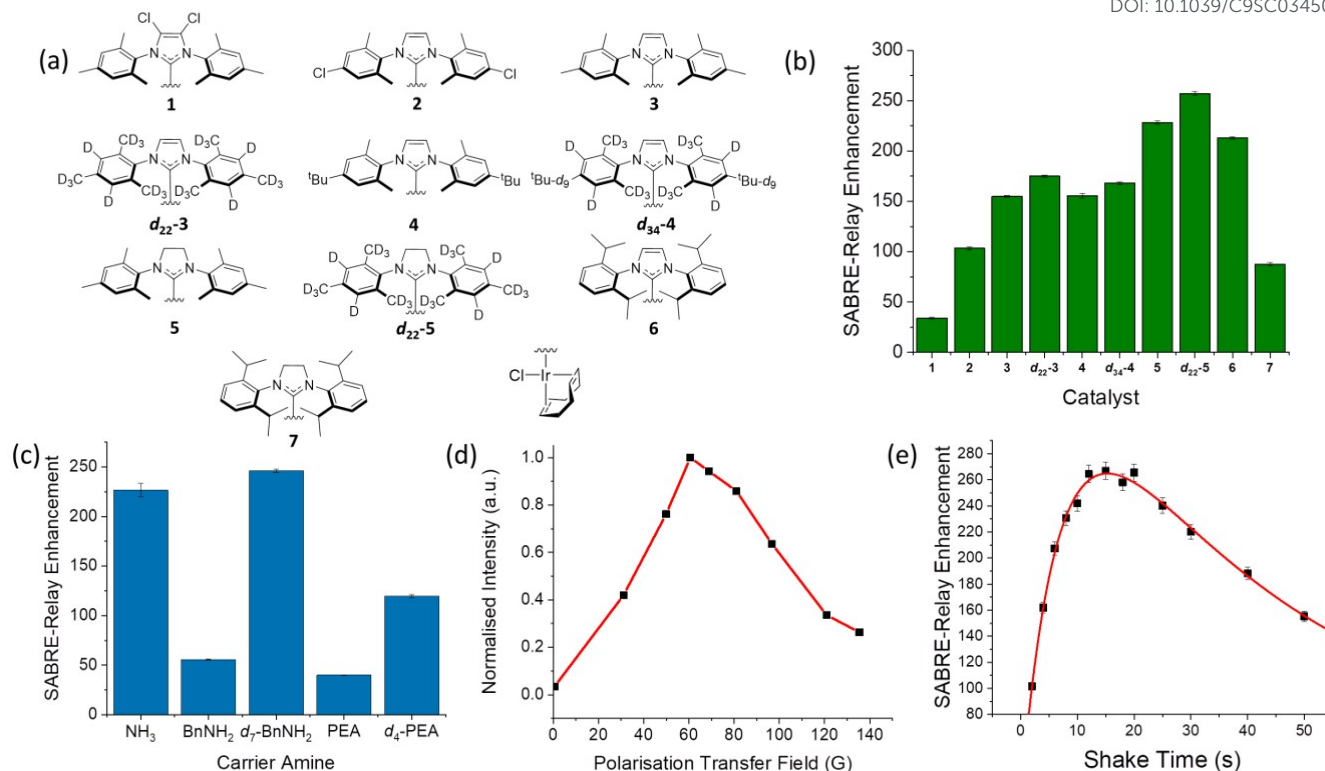 DOI: 10.1039/C9SC03450
(a)
Cl Cl
N N
1
N N
Cl Cl
2
N N
3
CD3 D3C
D N N D
D3C CD3 D3C CD3
D D
d22-3
N N
tBu tBu
4
CD3 D3C
D N N D
tBu-d9 CD3 D3C tBu-d9
D D
d34-4
N N
5
CD3 D3C
D N N D
D3C CD3 D3C CD3
D D
d22-5
N N
6
N N
7
Cl-Ir
(b)
SABRE-Relay Enhancement
300
250
200
150
100
50
0
1 2 3 d22-3 4 d34-4 5 d22-5 6 7
Catalyst
(c)
SABRE-Relay Enhancement
250
200
150
100
50
0
NH3 BnNH2 d7-BnNH2 PEA d4-PEA
Carrier Amine
(d)
Normalised Intensity (a.u.)
1.0
0.8
0.6
0.4
0.2
0.0
0 20 40 60 80 100 120 140
Polarisation Transfer Field (G)
(e)
SABRE-Relay Enhancement
280
260
240
220
200
180
160
140
120
100
80
0 10 20 30 40 50
Shake Time (s)